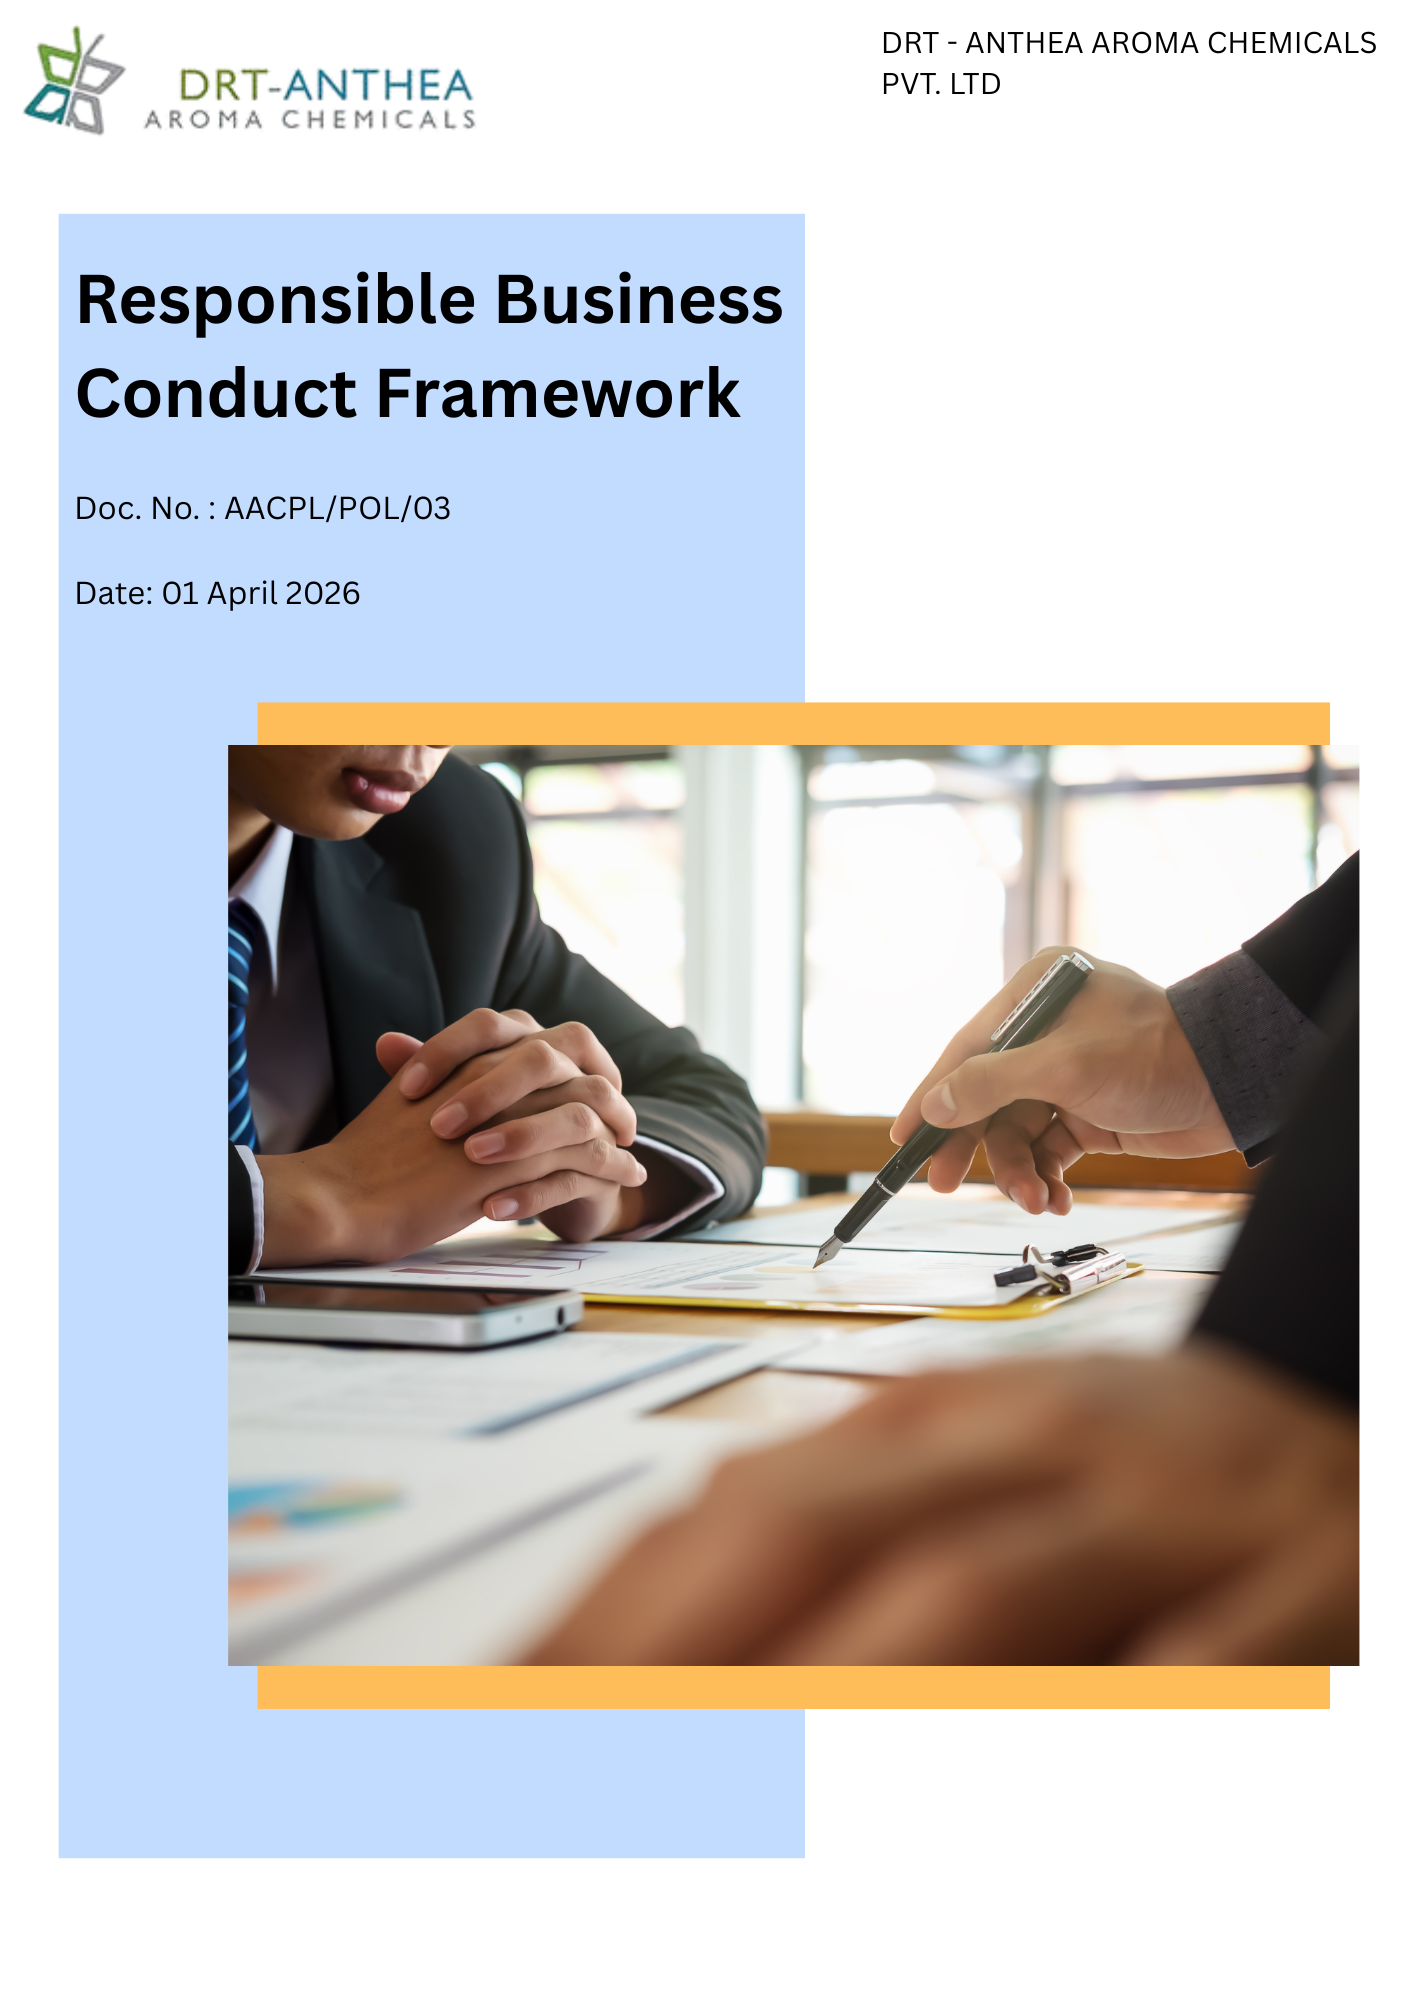 DRT-ANTHEA
AROMA CHEMICALS
DRT - ANTHEA AROMA CHEMICALS
PVT. LTD
Responsible Business
Conduct Framework
Doc. No. : AACPL/POL/03
Date: 01 April 2026